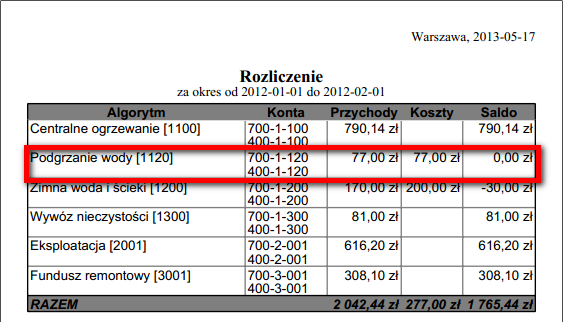 Warszawa, 2013-05-17
Rozliczenie
za okres od 2012-01-01 do 2012-02-01
Algorytm Konta Przychody Koszty Saldo
Centralne ogrzewanie [1100] 700-1-100 790,14 zł 790,14 zł
400-1-100
Podgrzanie wody [1120] 700-1-120 77,00 zł 77,00 zł 0,00 zł
400-1-120
Zimna woda i ścieki [1200] 700-1-200 170,00 zł 200,00 zł -30,00 zł
400-1-200
Wywóz nieczystości [1300] 700-1-300 81,00 zł 81,00 zł
400-1-300
Eksploatacja [2001] 700-2-001 616,20 zł 616,20 zł
400-2-001
Fundusz remontowy [3001] 700-3-001 308,10 zł 308,10 zł
400-3-001
RAZEM 2 042,44 zł 277,00 zł 1 765,44 zł